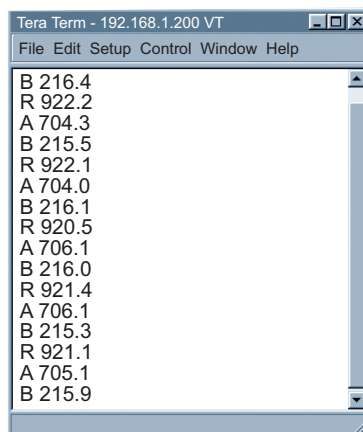 Tera Term - 192.168.1.200 VT
File Edit Setup Control Window Help
B 216.4
R 922.2
A 704.3
B 215.5
R 922.1
A 704.0
B 216.1
R 920.5
A 706.1
B 216.0
R 921.4
A 706.1
B 215.3
R 921.1
A 705.1
B 215.9